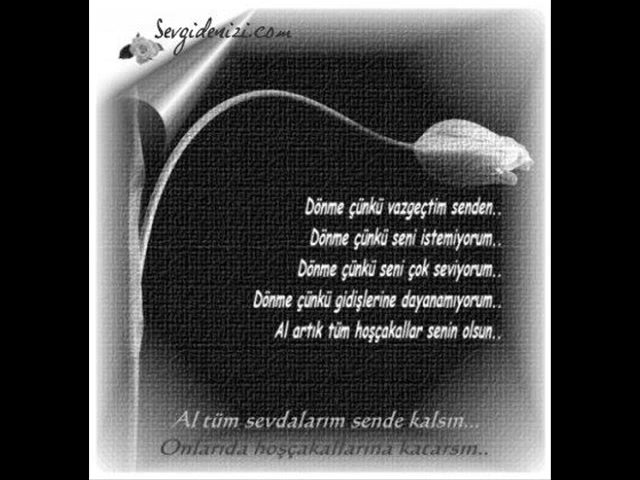 Sevgidenizi.com
Dönme çünkü vazgeçtim senden..
Dönme çünkü seni istemiyorum..
Dönme çünkü seni çok seviyorum..
Dönme çünkü gidişlerine dayanamıyorum..
Al artık tüm hoşçakallar senin olsun..
Al tüm sevdalarım sende kalsın...
Onlarıda hoşçakallarına katarsın..